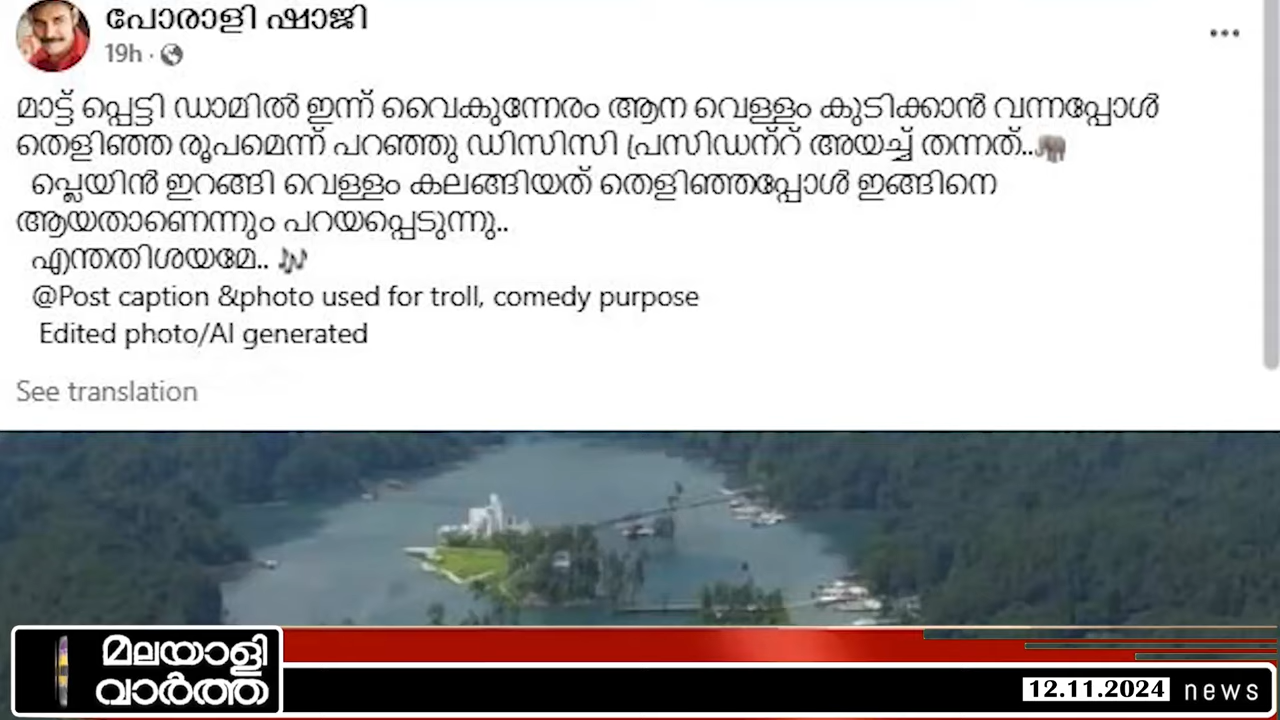 പോരാളി ഷാജി
19h ·
മാട്ട് പ്പെട്ടി ഡാമിൽ ഇന്ന് വൈകുന്നേരം ആന വെള്ളം കുടിക്കാൻ വന്നപ്പോൾ
തെളിഞ്ഞ രൂപമെന്ന് പറഞ്ഞു ഡിസിസി പ്രസിഡന്റ് അയച്ച് തന്നത്..🐘
പ്ലെയിൻ ഇറങ്ങി വെള്ളം കലങ്ങിയത് തെളിഞ്ഞപ്പോൾ ഇങ്ങിനെ
ആയതാണെന്നും പറയപ്പെടുന്നു..
എന്തതിശയമേ.. 🎶
@Post caption &photo used for troll, comedy purpose
Edited photo/AI generated
See translation
മലയാളി
വാർത്ത
12.11.2024 news